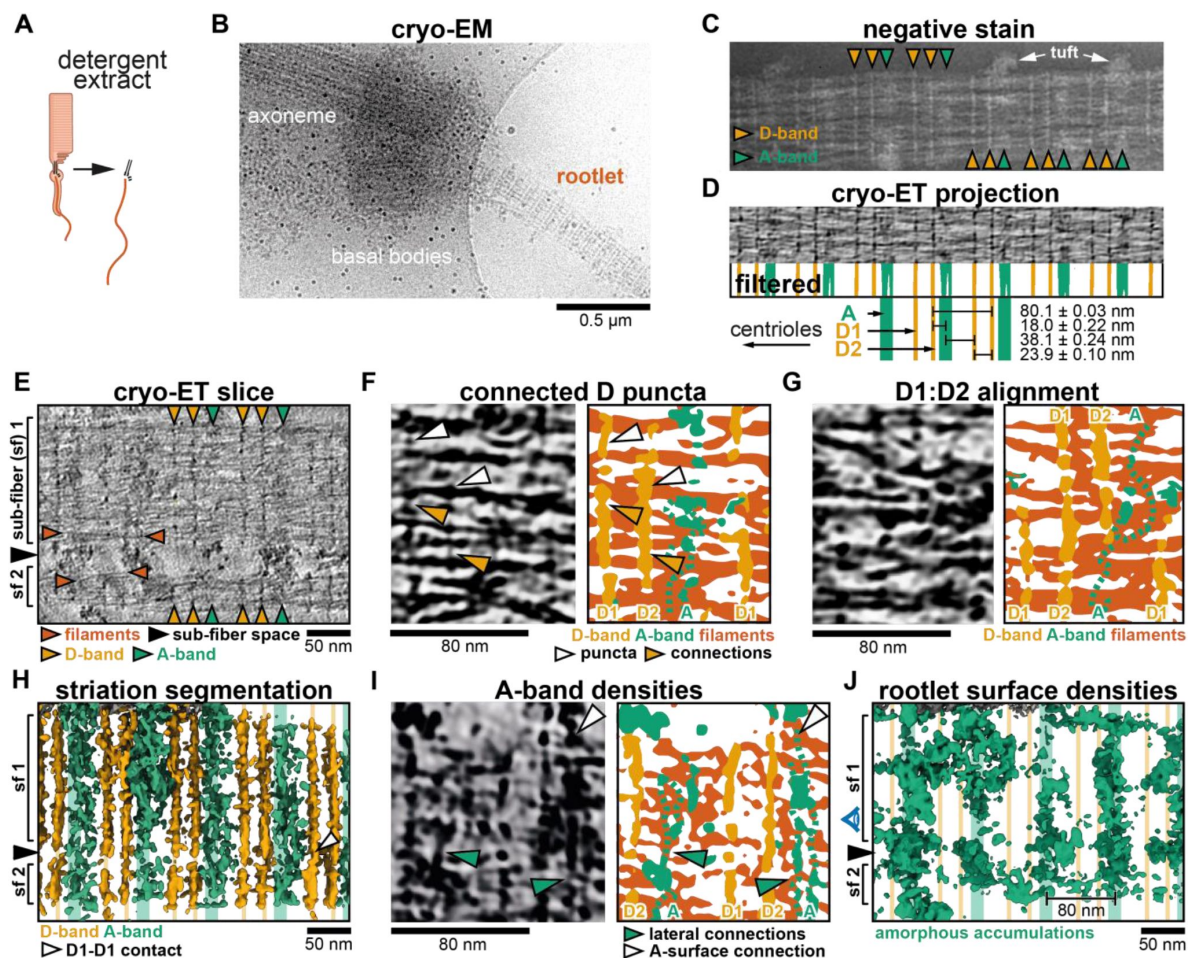 A
detergent
extract
B
cryo-EM
axoneme
rootlet
basal bodies
0.5 µm
C
negative stain
tuft
D-band
A-band
D
cryo-ET projection
filtered
A
D1
D2
centrioles
80.1 ± 0.03 nm
18.0 ± 0.22 nm
38.1 ± 0.24 nm
23.9 ± 0.10 nm
E
cryo-ET slice
sub-fiber (sf) 1
sf 2
filaments
sub-fiber space
D-band
A-band
50 nm
F
connected D puncta
D1 D2 A D1
80 nm
D-band A-band filaments
puncta
connections
G
D1:D2 alignment
D1 D2 A
A D1
80 nm
D-band A-band filaments
H
striation segmentation
sf 1
sf 2
D-band A-band
D1-D1 contact
50 nm
I
A-band densities
D2 A D1 D2 A
80 nm
lateral connections
A-surface connection
J
rootlet surface densities
sf 1
sf 2
80 nm
amorphous accumulations
50 nm